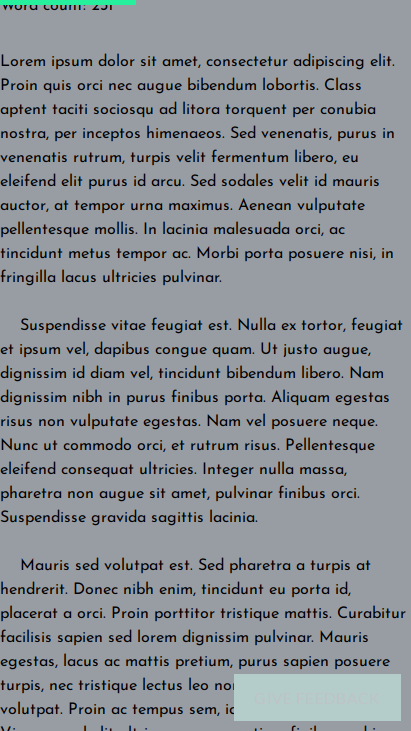 Word count: 251
Lorem ipsum dolor sit amet, consectetur adipiscing elit.
Proin quis orci nec augue bibendum lobortis. Class
aptent taciti sociosqu ad litora torquent per conubia
nostra, per inceptos himenaeos. Sed venenatis, purus in
venenatis rutrum, turpis velit fermentum libero, eu
eleifend elit purus id arcu. Sed sodales velit id mauris
auctor, at tempor urna maximus. Aenean vulputate
pellentesque mollis. In lacinia malesuada orci, ac
tincidunt metus tempor ac. Morbi porta posuere nisi, in
fringilla lacus ultricies pulvinar.
Suspendisse vitae feugiat est. Nulla ex tortor, feugiat
et ipsum vel, dapibus congue quam. Ut justo augue,
dignissim id diam vel, tincidunt bibendum libero. Nam
dignissim nibh in purus finibus porta. Aliquam egestas
risus non vulputate egestas. Nam vel posuere neque.
Nunc ut commodo orci, et rutrum risus. Pellentesque
eleifend consequat ultricies. Integer nulla massa,
pharetra non augue sit amet, pulvinar finibus orci.
Suspendisse gravida sagittis lacinia.
Mauris sed volutpat est. Sed pharetra a turpis at
hendrerit. Donec nibh enim, tincidunt eu porta id,
placerat a orci. Proin porttitor tristique mattis. Curabitur
facilisis sapien sed lorem dignissim pulvinar. Mauris
egestas, lacus ac mattis pretium, purus sapien posuere
turpis, nec tristique lectus leo
volutpat. Proin ac tempus sem,
GIVE FEEDBACK